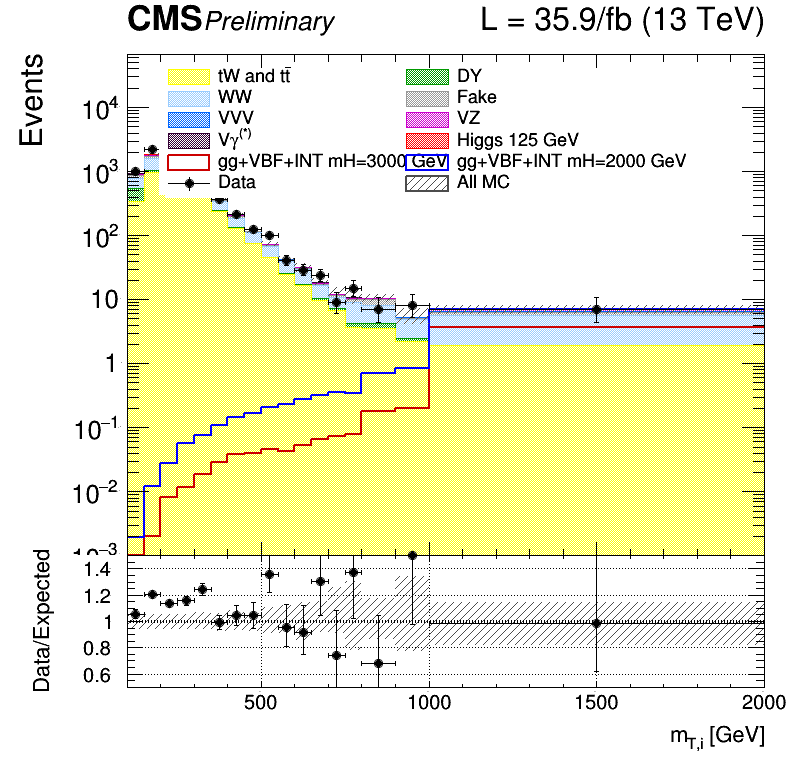 CMS Preliminary L = 35.9/fb (13 TeV)
Events
tW and tt̄ DY
WW Fake
VVV VZ
Vγ(*) Higgs 125 GeV
gg+VBF+INT mH=3000 GeV gg+VBF+INT mH=2000 GeV
Data All MC
10⁴
10³
10²
10
1
10⁻¹
10⁻²
10⁻³
Data/Expected
1.4
1.2
1
0.8
0.6
500 1000 1500 2000
m_T,i [GeV]